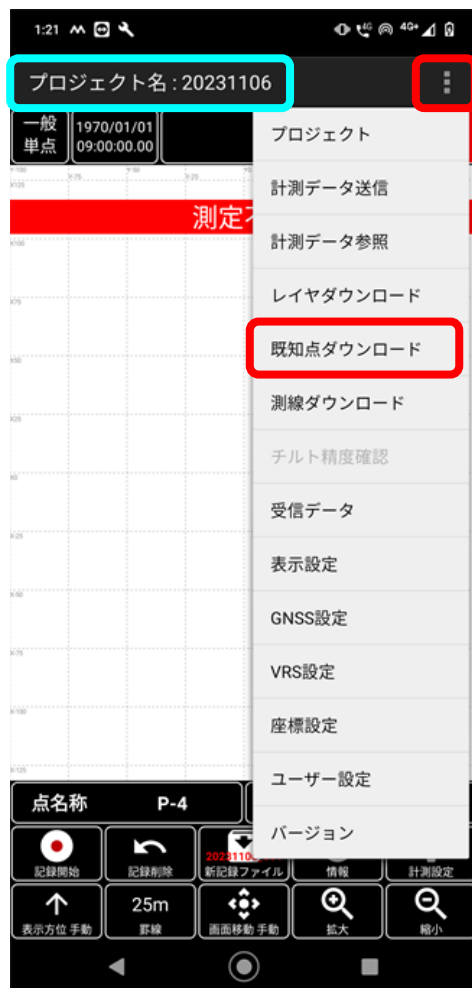 1:21
4G
4G+
プロジェクト名 : 20231106
一般
単点
1970/01/01
09:00:00.00
プロジェクト
計測データ送信
測定不
計測データ参照
レイヤダウンロード
既知点ダウンロード
測線ダウンロード
チルト精度確認
受信データ
表示設定
GNSS設定
VRS設定
座標設定
ユーザー設定
バージョン
点名称
P-4
記録開始
記録削除
新記録ファイル
情報
計測設定
25m
表示方位 手動
罫線
画面移動 手動
拡大
縮小